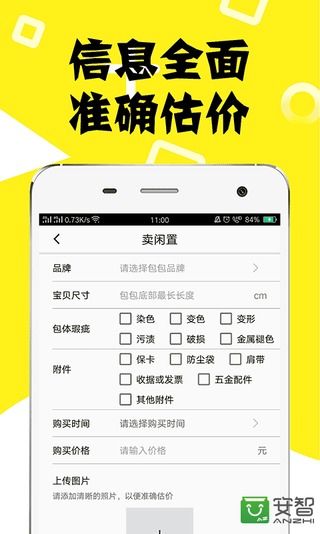 信息全面
准确估价
0.73K/s 11:00
卖闲置
品牌 请选择包包品牌
宝贝尺寸 包包底部最长长度 cm
包体瑕疵 染色 变色 变形
污渍 破损 金属褪色
附件 保卡 防尘袋 肩带
收据或发票 五金配件
其他附件
购买时间 请选择购买时间
购买价格 请输入价格 元
上传图片
请添加清晰的照片，以便准确估价
安智
ANZHI